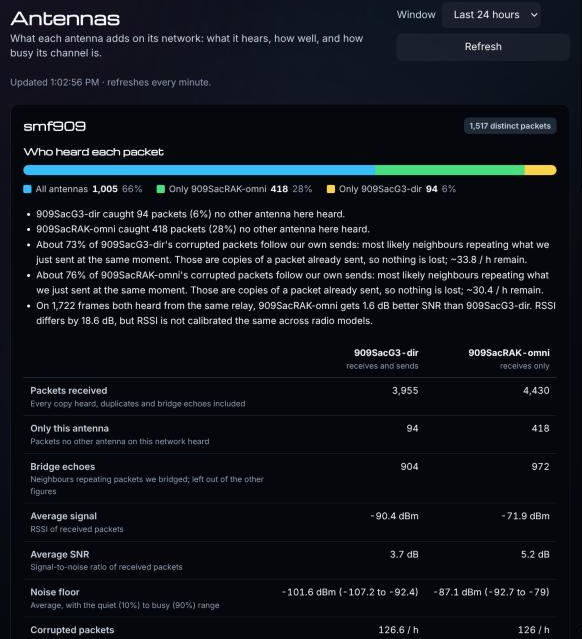 Antennas
Window
Last 24 hours
What each antenna adds on its network: what it hears, how well, and how
busy its channel is.
Refresh
Updated 1:02:56 PM · refreshes every minute.
smf909
1,517 distinct packets
Who heard each packet
All antennas 1,005 66% Only 909SacRAK-omni 418 28% Only 909SacG3-dir 94 6%
• 909SacG3-dir caught 94 packets (6%) no other antenna here heard.
• 909SacRAK-omni caught 418 packets (28%) no other antenna here heard.
• About 73% of 909SacG3-dir's corrupted packets follow our own sends: most likely neighbours repeating what we
just sent at the same moment. Those are copies of a packet already sent, so nothing is lost; ~33.8 / h remain.
• About 76% of 909SacRAK-omni's corrupted packets follow our own sends: most likely neighbours repeating what
we just sent at the same moment. Those are copies of a packet already sent, so nothing is lost; ~30.4 / h remain.
• On 1,722 frames both heard from the same relay, 909SacRAK-omni gets 1.6 dB better SNR than 909SacG3-dir. RSSI
differs by 18.6 dB, but RSSI is not calibrated the same across radio models.
909SacG3-dir 909SacRAK-omni
receives and sends receives only
Packets received 3,955 4,430
Every copy heard, duplicates and bridge echoes included
Only this antenna 94 418
Packets no other antenna on this network heard
Bridge echoes 904 972
Neighbours repeating packets we bridged; left out of the other
figures
Average signal -90.4 dBm -71.9 dBm
RSSI of received packets
Average SNR 3.7 dB 5.2 dB
Signal-to-noise ratio of received packets
Noise floor -101.6 dBm (-107.2 to -92.4) -87.1 dBm (-92.7 to -79)
Average, with the quiet (10%) to busy (90%) range
Corrupted packets 126.6 / h 126 / h